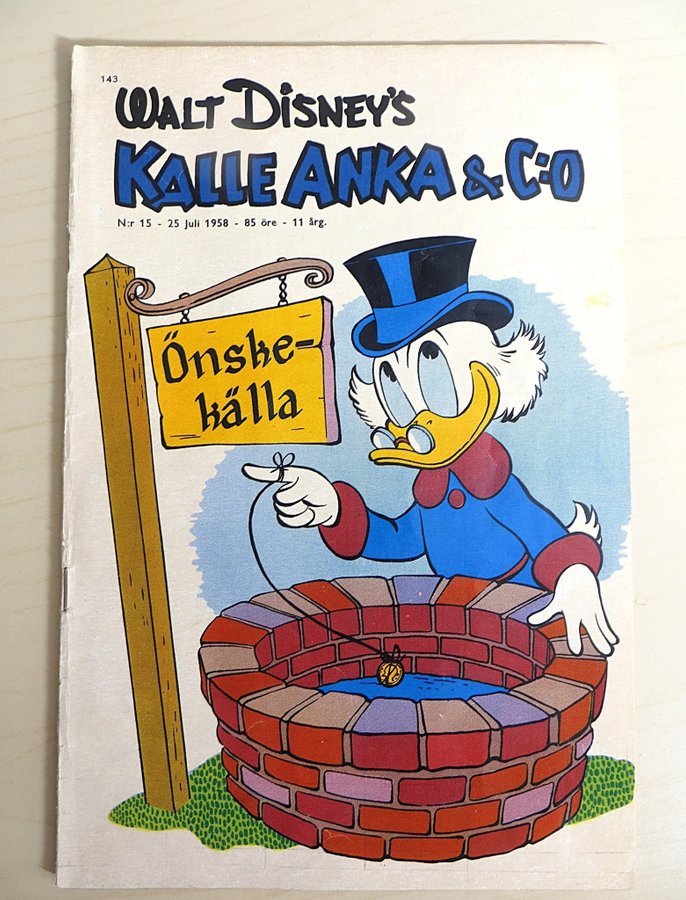 143
WALT DISNEY'S
KALLE ANKA & C:O
N:r 15 - 25 Juli 1958 - 85 öre - 11 årg.
Önske-
källa